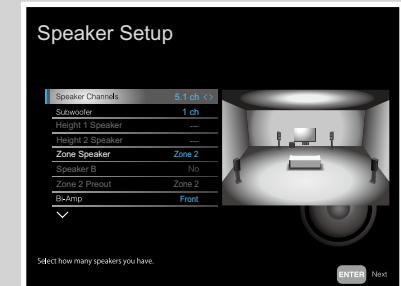 Speaker Setup
Speaker Channels 5.1 ch <>
Subwoofer 1 ch
Height 1 Speaker ---
Height 2 Speaker ---
Zone Speaker Zone 2
Speaker B No
Zone 2 Preout Zone 2
Bi-Amp Front
Select how many speakers you have.
ENTER Next